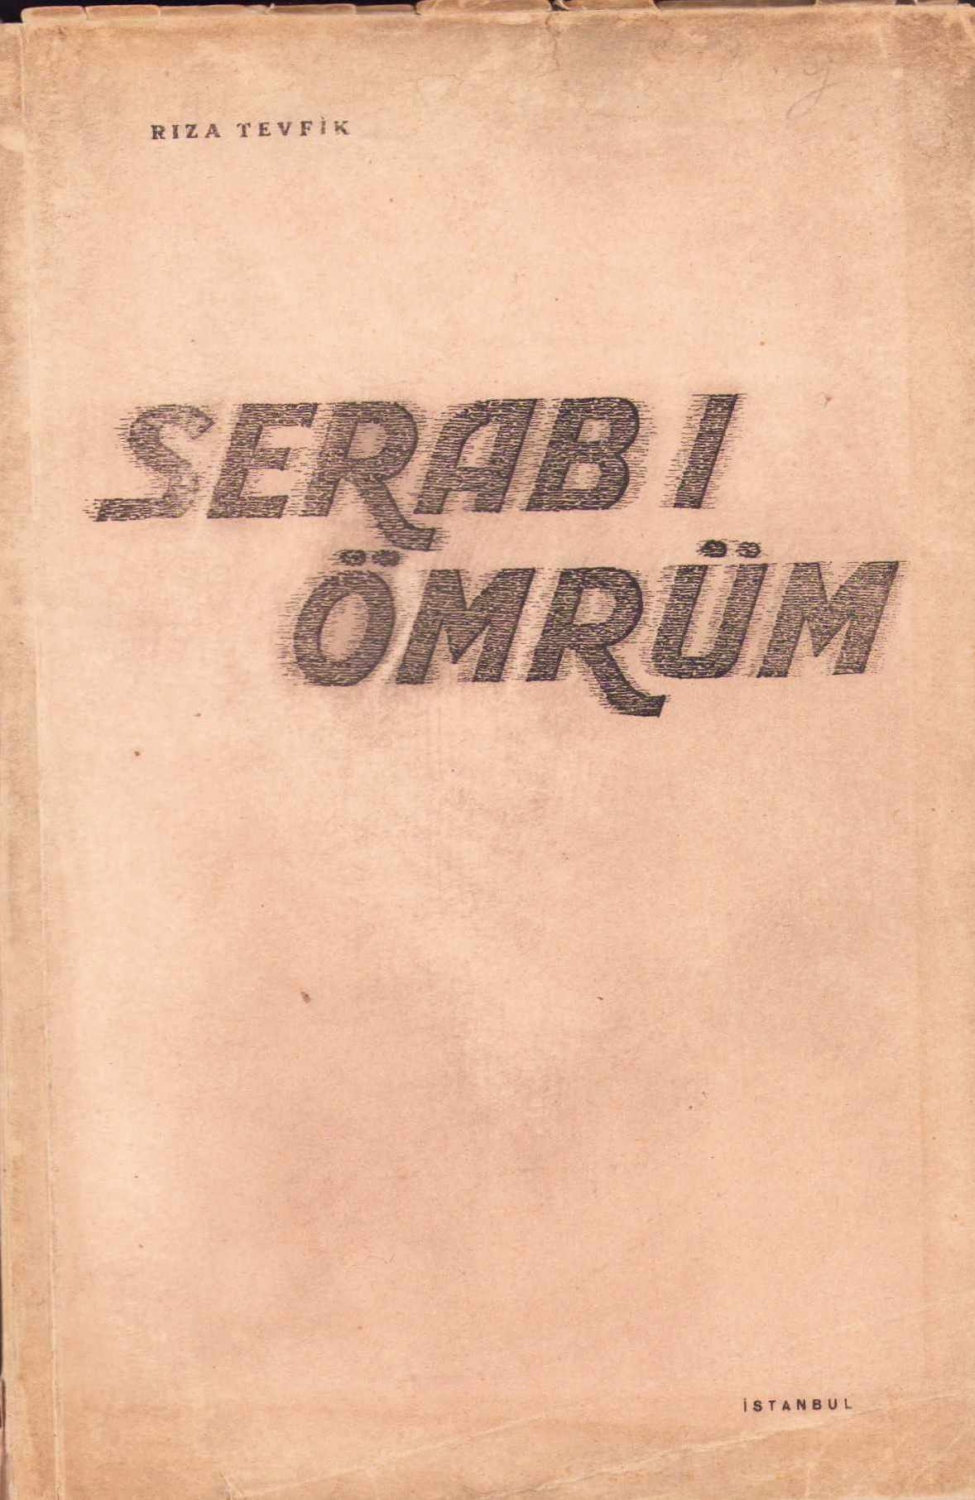 RIZA TEVFİK
SERAB I
ÖMRÜM
İSTANBUL